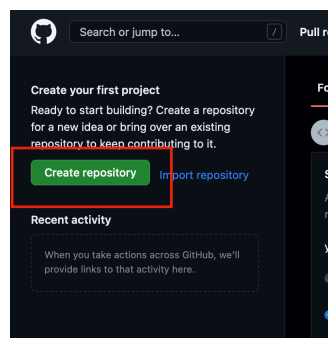 Search or jump to...
/
Pull r
Fo
Create your first project
Ready to start building? Create a repository
for a new idea or bring over an existing
repository to keep contributing to it.
Create repository
Import repository
Recent activity
When you take actions across GitHub, we'll
provide links to that activity here.